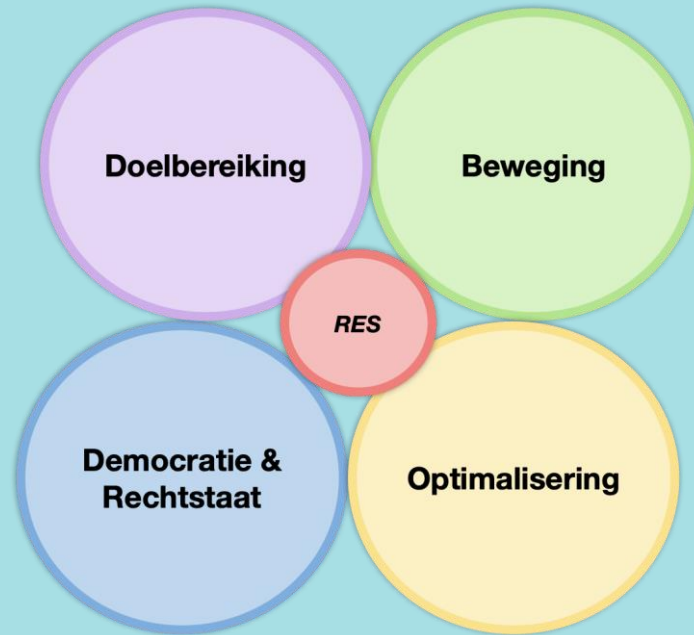 Doelbereiking
Beweging
RES
Democratie &
Rechtstaat
Optimalisering